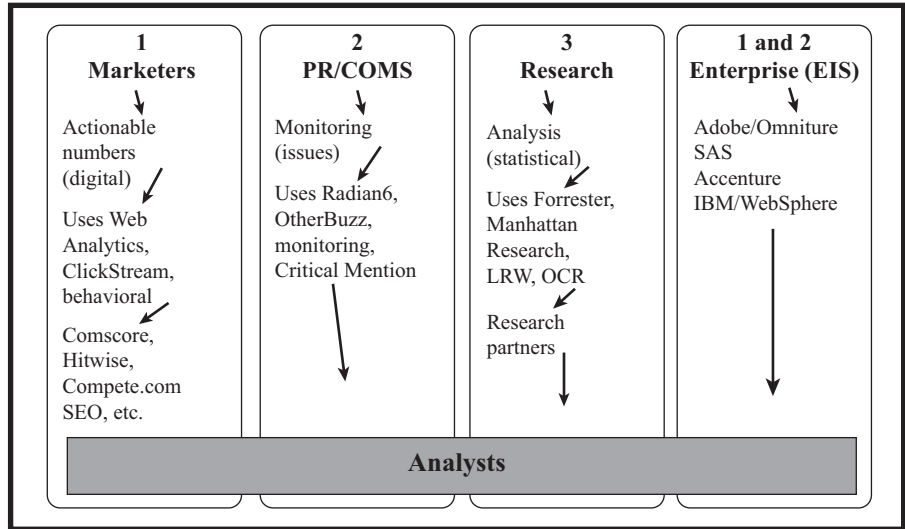 1
Marketers
Actionable
numbers
(digital)
Uses Web
Analytics,
ClickStream,
behavioral
Comscore,
Hitwise,
Compete.com
SEO, etc.
2
PR/COMS
Monitoring
(issues)
Uses Radian6,
OtherBuzz,
monitoring,
Critical Mention
3
Research
Analysis
(statistical)
Uses Forrester,
Manhattan
Research,
LRW, OCR
Research
partners
1 and 2
Enterprise (EIS)
Adobe/Omniture
SAS
Accenture
IBM/WebSphere
Analysts